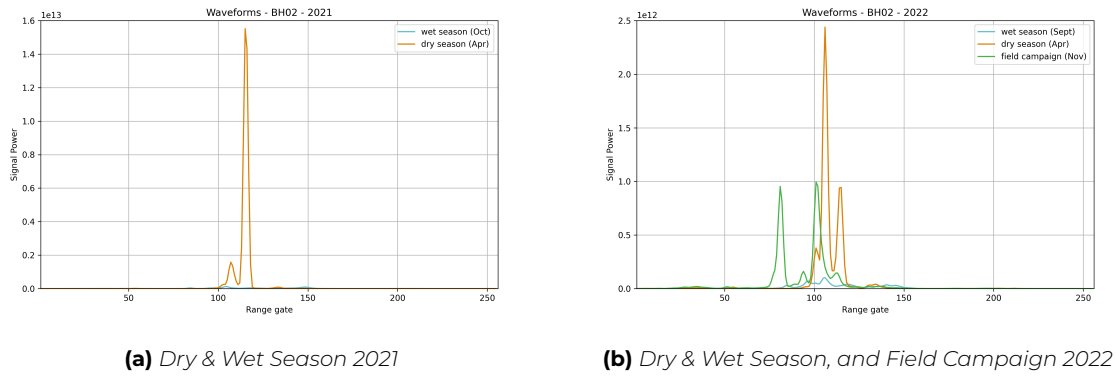 Waveforms - BH02 - 2021
1e13
1.6
1.4
1.2
1.0
0.8
0.6
0.4
0.2
0.0
Signal Power
50
100
150
200
250
Range gate
wet season (Oct)
dry season (Apr)
(a) Dry & Wet Season 2021
Waveforms - BH02 - 2022
1e12
2.5
2.0
1.5
1.0
0.5
0.0
Signal Power
50
100
150
200
250
Range gate
wet season (Sept)
dry season (Apr)
field campaign (Nov)
(b) Dry & Wet Season, and Field Campaign 2022